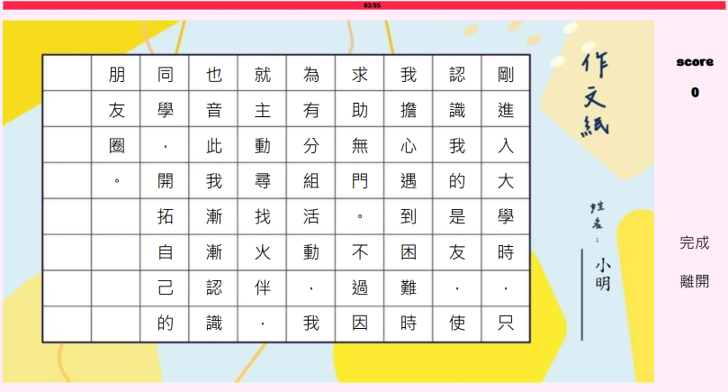 03:55
作文紙
姓名：小明
剛進入大學時，只
認識我的是友，使
我擔心遇到困難時
求助無門。不過因
為有分組活動，我
就主動尋找火伴，
也音此我漸漸認識
同學，開拓自己的
朋友圈。
score
0
完成
離開